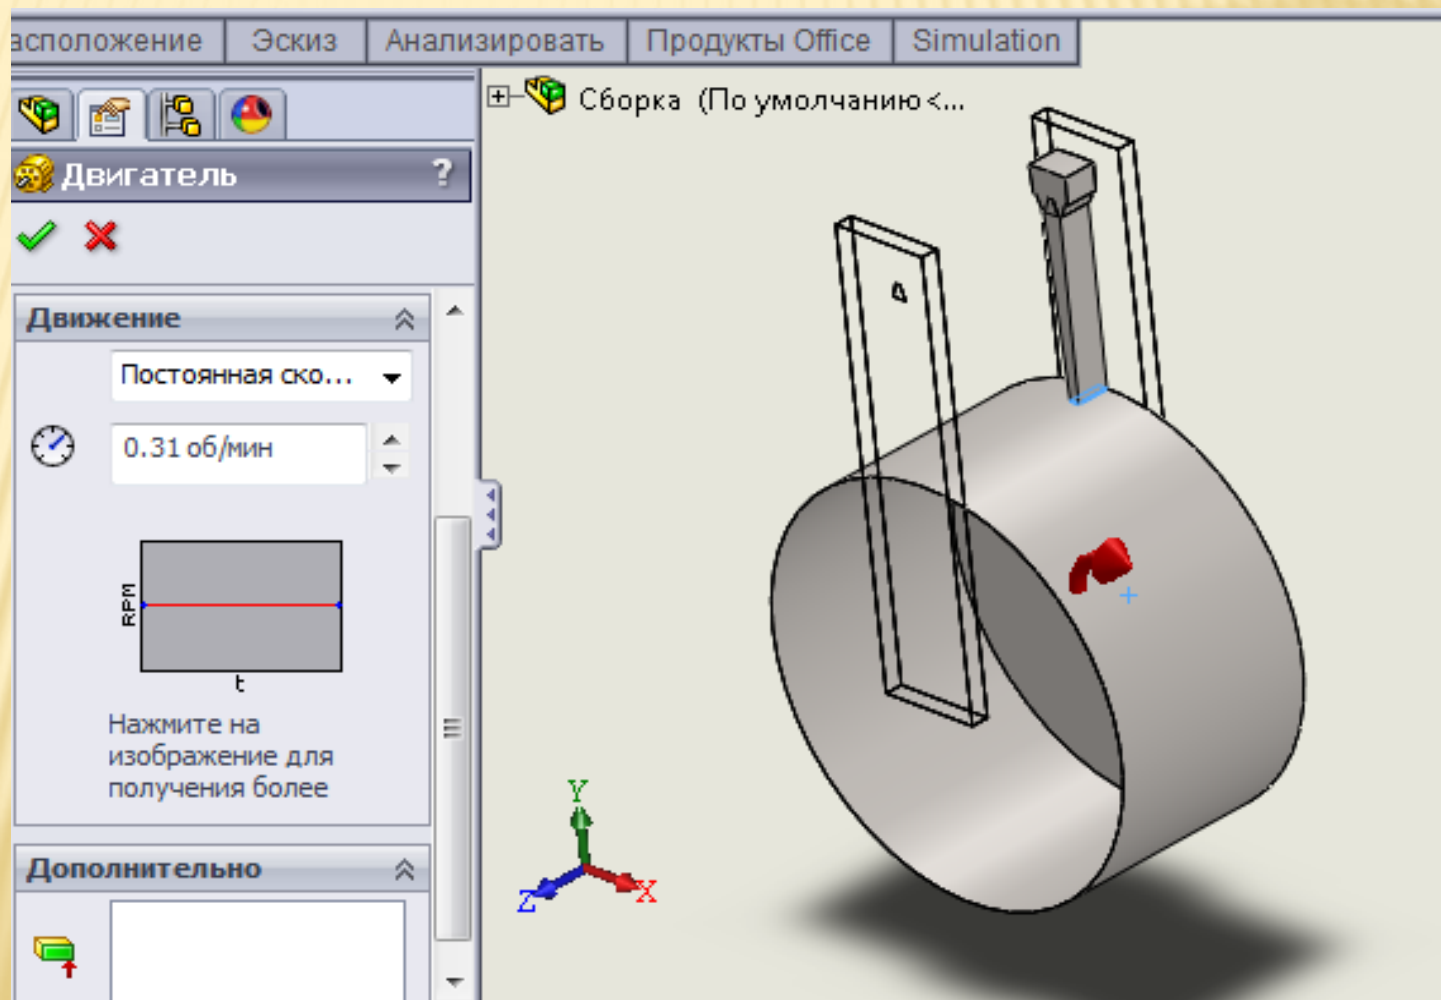 асположение Эскиз Анализировать Продукты Office Simulation
Сборка (По умолчанию<...
Двигатель ?
Движение
Постоянная ско...
0.31 об/мин
RPM
t
Нажмите на
изображение для
получения более
Дополнительно
Y
Z
X